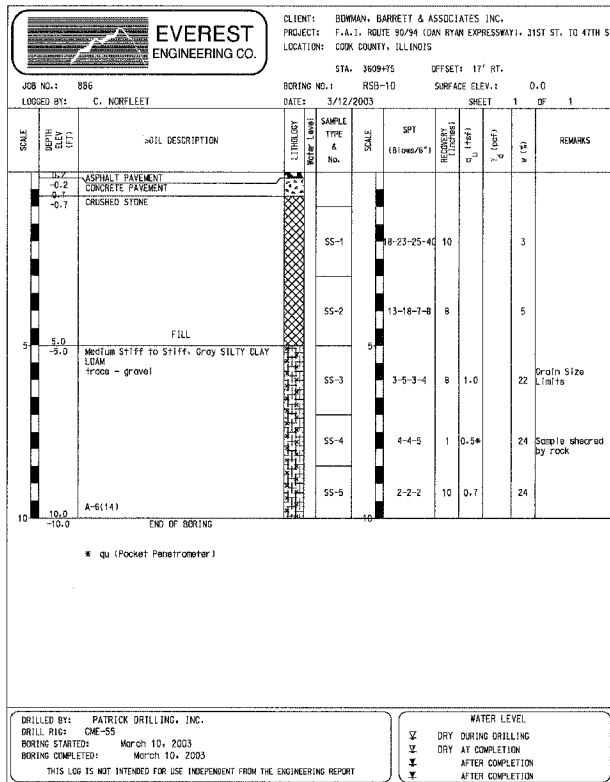 EVEREST
ENGINEERING CO.
CLIENT: BOWMAN, BARRETT & ASSOCIATES INC.
PROJECT: F.A.I. ROUTE 90/94 (DAN RYAN EXPRESSWAY), 31ST ST. TO 47TH S
LOCATION: COOK COUNTY, ILLINOIS
STA. 3609+75 OFFSET: 17' RT.
JOB NO.: 886 BORING NO.: RSB-10 SURFACE ELEV.: 0.0
LOGGED BY: C. NORFLEET DATE: 3/12/2003 SHEET 1 OF 1
SCALE
DEPTH
ELEV
(FT)
SOIL DESCRIPTION
LITHOLOGY
Water Level
SAMPLE
TYPE
&
No.
SCALE
SPT
(Blows/6")
RECOVERY
(Inches)
qu (tsf)
γd (pcf)
w (%)
REMARKS
0.2 ASPHALT PAVEMENT
-0.2 CONCRETE PAVEMENT
0.7
-0.7 CRUSHED STONE
SS-1 18-23-25-40 10 3
SS-2 13-18-7-8 8 5
FILL
5 5.0 5
-5.0 Medium Stiff to Stiff, Gray SILTY CLAY
LOAM
trace - gravel
SS-3 3-5-3-4 8 1.0 22 Grain Size
Limits
SS-4 4-4-5 1 0.5* 24 Sample sheared
by rock
SS-5 2-2-2 10 0.7 24
A-6(14)
10 10.0 10
-10.0 END OF BORING
* qu (Pocket Penetrometer)
DRILLED BY: PATRICK DRILLING, INC.
DRILL RIG: CME-55
BORING STARTED: March 10, 2003
BORING COMPLETED: March 10, 2003
THIS LOG IS NOT INTENDED FOR USE INDEPENDENT FROM THE ENGINEERING REPORT
WATER LEVEL
DRY DURING DRILLING
DRY AT COMPLETION
AFTER COMPLETION
AFTER COMPLETION